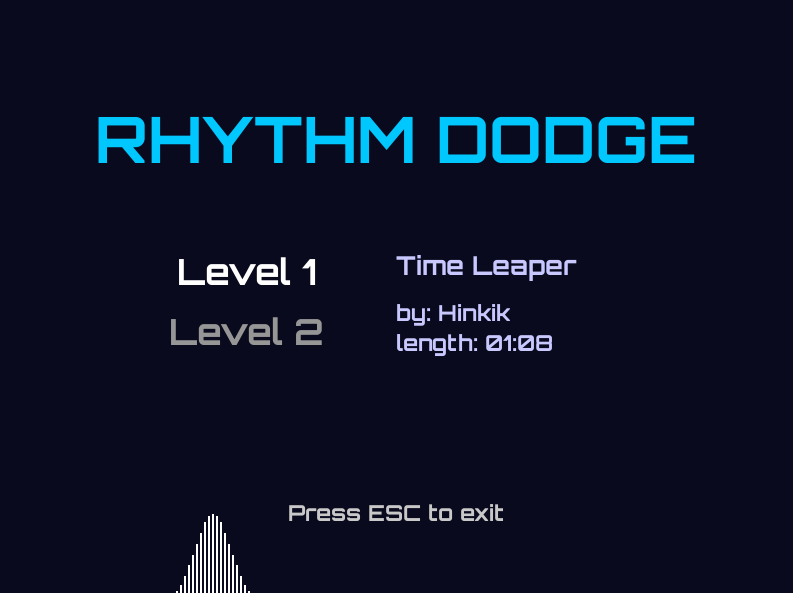 RHYTHM DODGE
Level 1
Level 2
Time Leaper
by: Hinkik
length: 01:08
Press ESC to exit